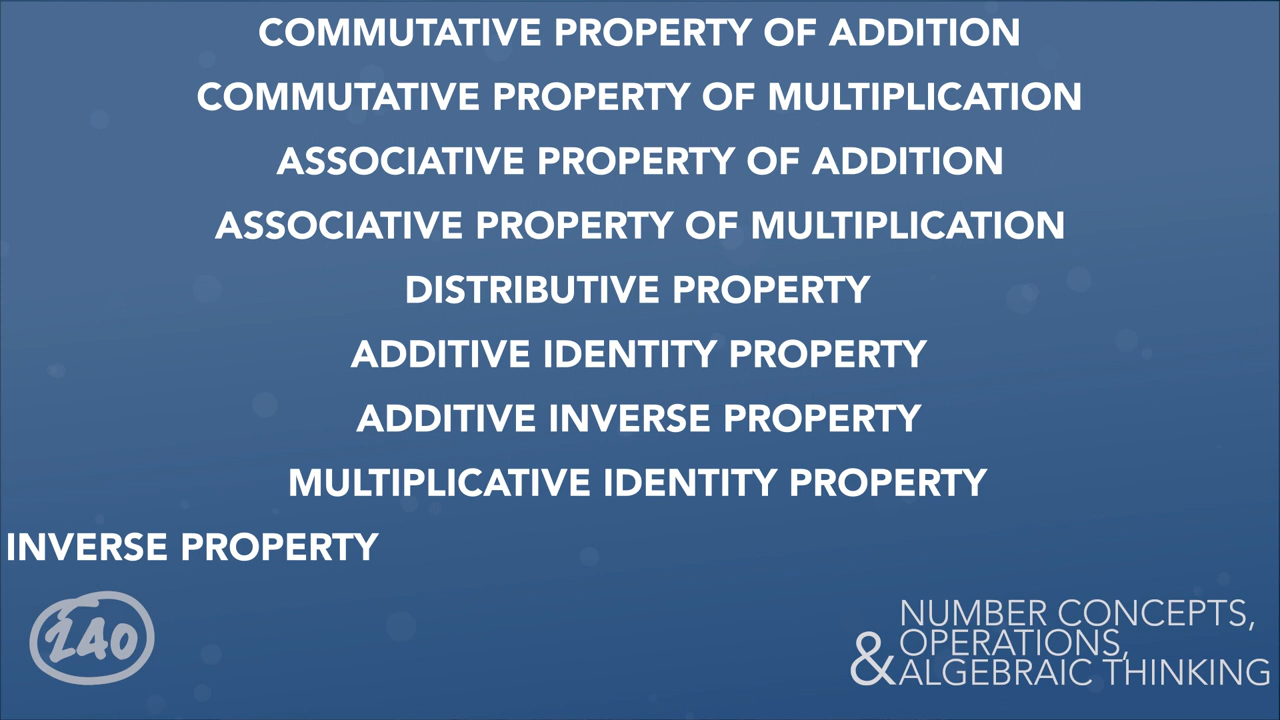 COMMUTATIVE PROPERTY OF ADDITION
COMMUTATIVE PROPERTY OF MULTIPLICATION
ASSOCIATIVE PROPERTY OF ADDITION
ASSOCIATIVE PROPERTY OF MULTIPLICATION
DISTRIBUTIVE PROPERTY
ADDITIVE IDENTITY PROPERTY
ADDITIVE INVERSE PROPERTY
MULTIPLICATIVE IDENTITY PROPERTY
INVERSE PROPERTY
240
NUMBER CONCEPTS,
OPERATIONS,
& ALGEBRAIC THINKING